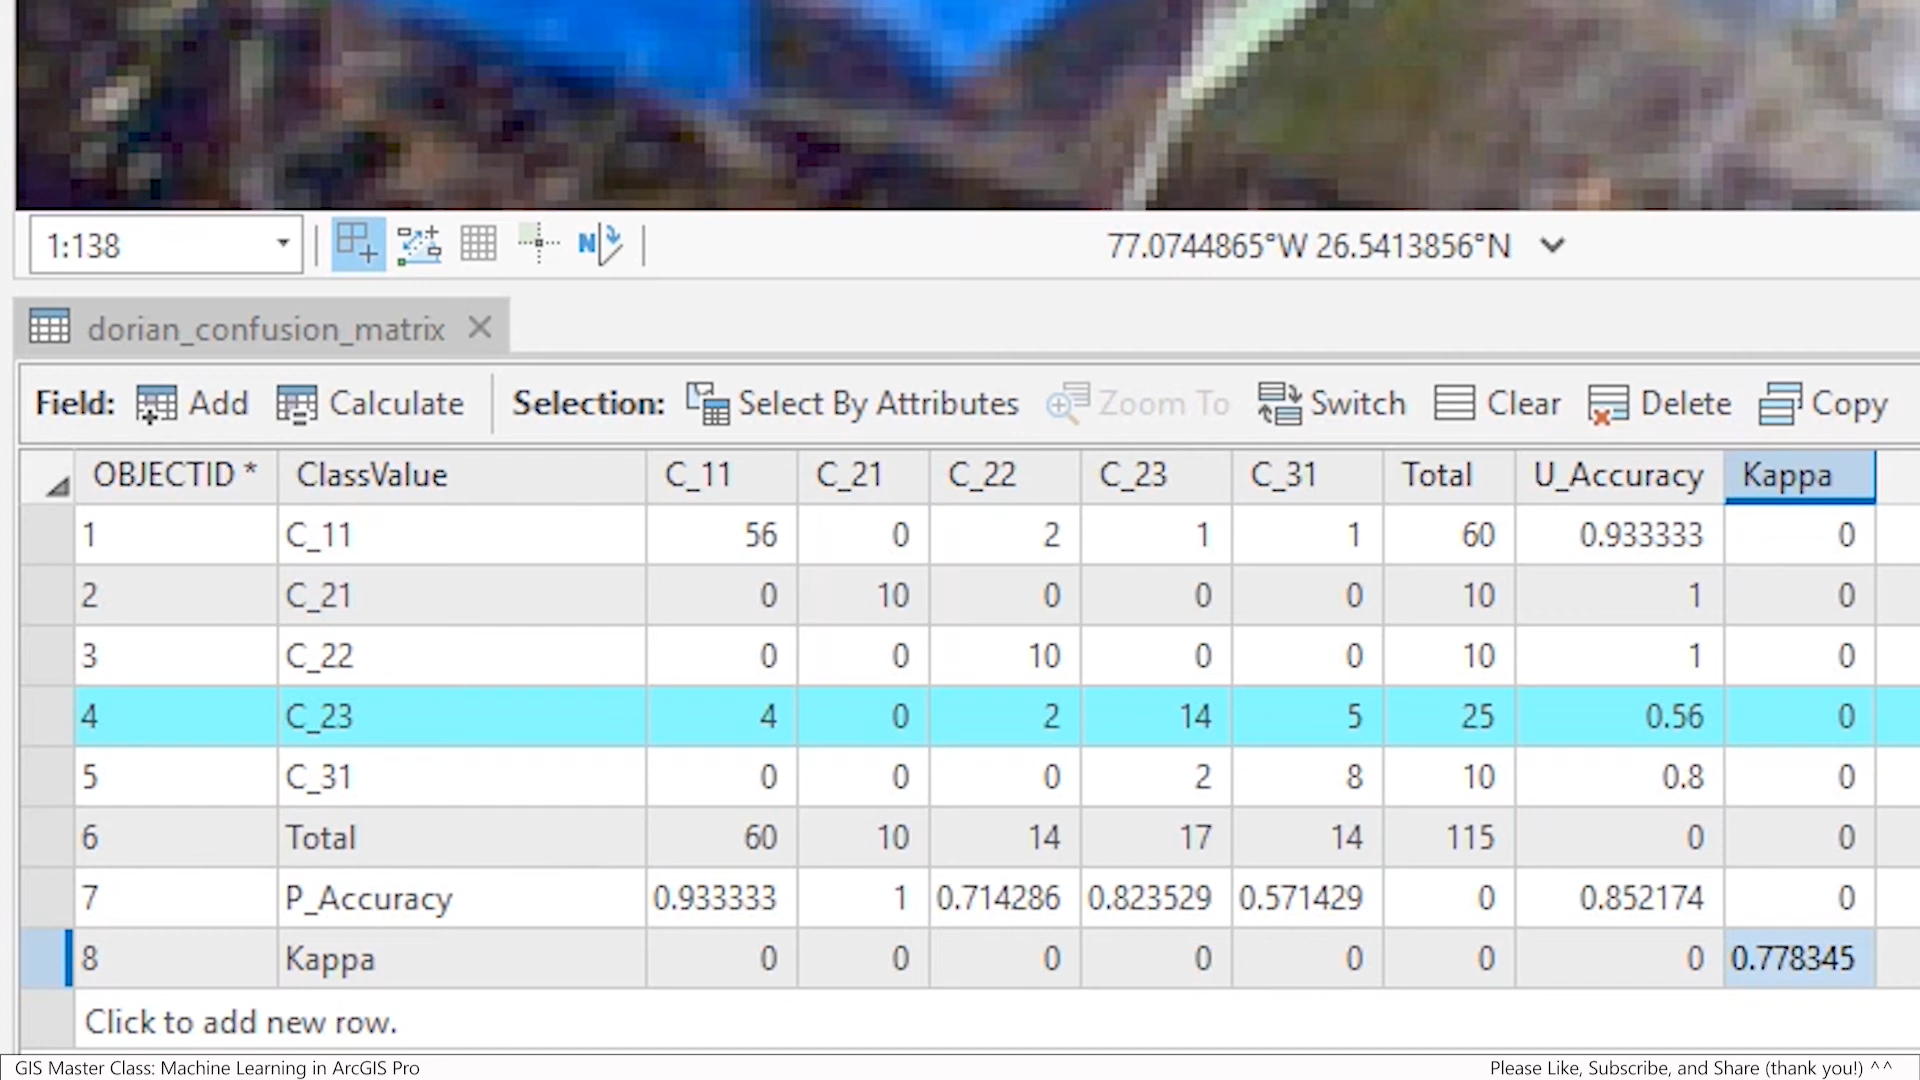 1:138 77.0744865°W 26.5413856°N
dorian_confusion_matrix
Field: Add Calculate Selection: Select By Attributes Zoom To Switch Clear Delete Copy
OBJECTID * ClassValue C_11 C_21 C_22 C_23 C_31 Total U_Accuracy Kappa
1 C_11 56 0 2 1 1 60 0.933333 0
2 C_21 0 10 0 0 0 10 1 0
3 C_22 0 0 10 0 0 10 1 0
4 C_23 4 0 2 14 5 25 0.56 0
5 C_31 0 0 0 2 8 10 0.8 0
6 Total 60 10 14 17 14 115 0 0
7 P_Accuracy 0.933333 1 0.714286 0.823529 0.571429 0 0.852174 0
8 Kappa 0 0 0 0 0 0 0 0.778345
Click to add new row.
GIS Master Class: Machine Learning in ArcGIS Pro Please Like, Subscribe, and Share (thank you!) ^^